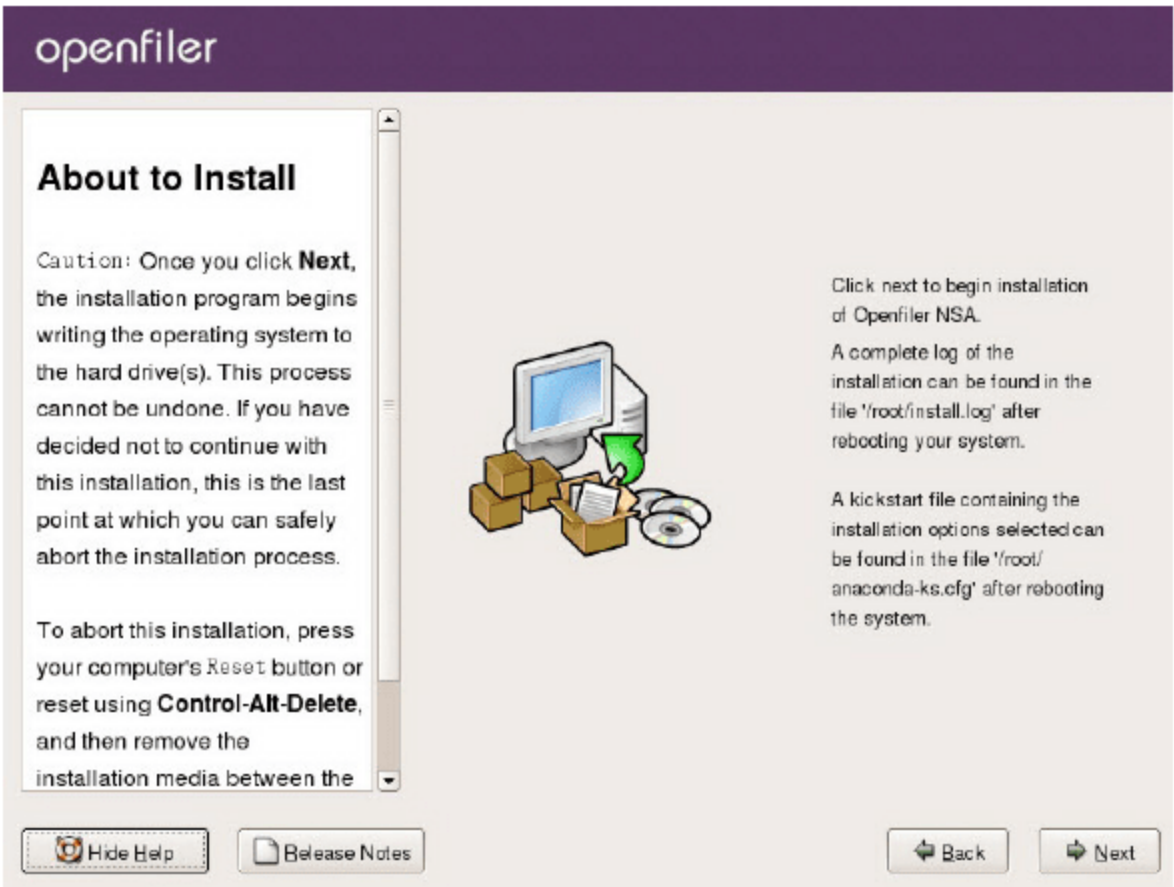 openfiler
About to Install
Caution: Once you click Next,
the installation program begins
writing the operating system to
the hard drive(s). This process
cannot be undone. If you have
decided not to continue with
this installation, this is the last
point at which you can safely
abort the installation process.
To abort this installation, press
your computer's Reset button or
reset using Control-Alt-Delete,
and then remove the
installation media between the
Click next to begin installation
of Openfiler NSA.
A complete log of the
installation can be found in the
file '/root/install.log' after
rebooting your system.
A kickstart file containing the
installation options selected can
be found in the file '/root/
anaconda-ks.cfg' after rebooting
the system.
Hide Help
Release Notes
Back
Next